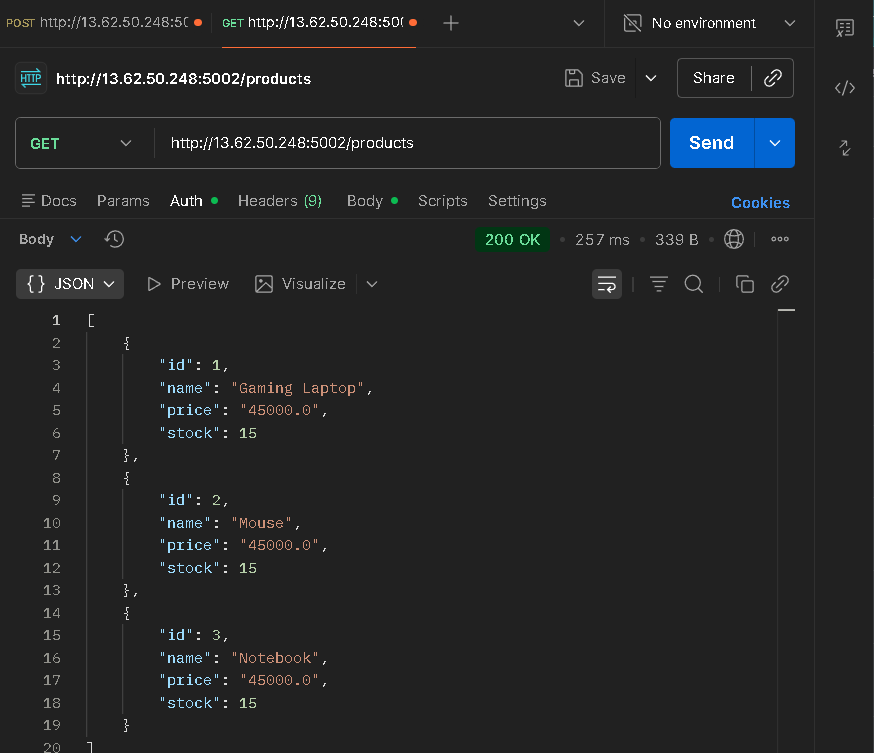 POST http://13.62.50.248:50 GET http://13.62.50.248:50 No environment
HTTP http://13.62.50.248:5002/products Save Share
GET http://13.62.50.248:5002/products Send
Docs Params Auth Headers (9) Body Scripts Settings Cookies
Body 200 OK 257 ms 339 B
{} JSON Preview Visualize
1 [
2 {
3 "id": 1,
4 "name": "Gaming Laptop",
5 "price": "45000.0",
6 "stock": 15
7 },
8 {
9 "id": 2,
10 "name": "Mouse",
11 "price": "45000.0",
12 "stock": 15
13 },
14 {
15 "id": 3,
16 "name": "Notebook",
17 "price": "45000.0",
18 "stock": 15
19 }
20 ]